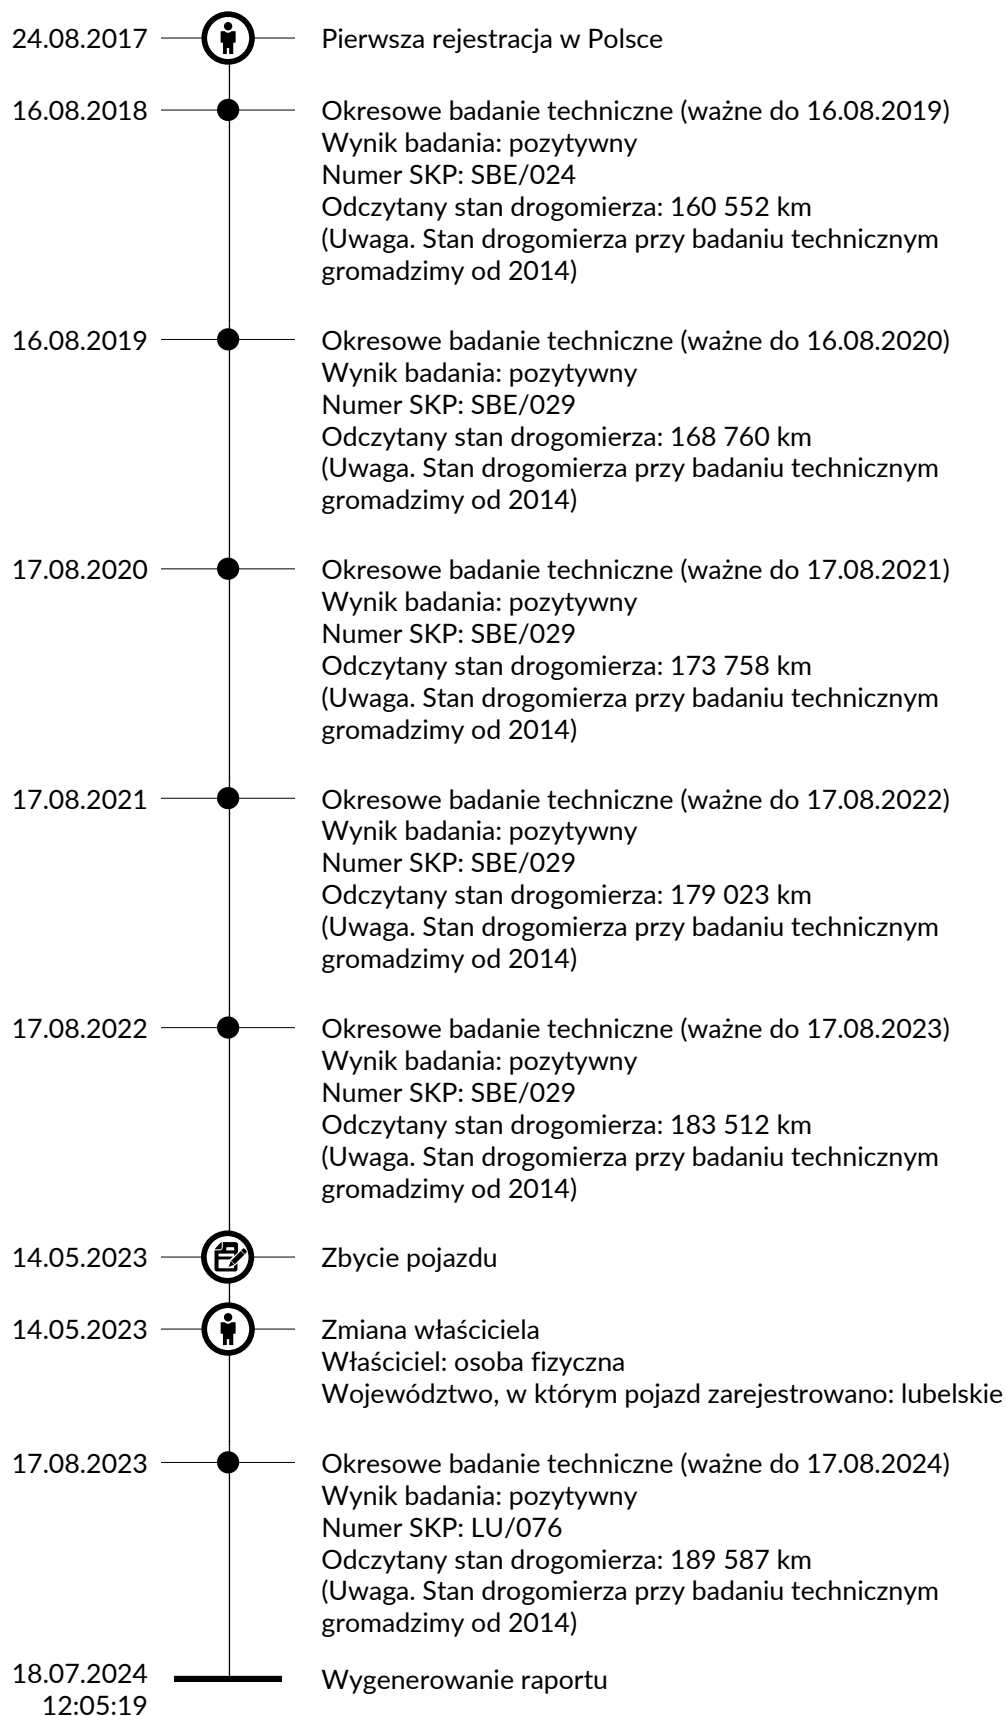 24.08.2017 Pierwsza rejestracja w Polsce
16.08.2018 Okresowe badanie techniczne (ważne do 16.08.2019)
Wynik badania: pozytywny
Numer SKP: SBE/024
Odczytany stan drogomierza: 160 552 km
(Uwaga. Stan drogomierza przy badaniu technicznym
gromadzimy od 2014)
16.08.2019 Okresowe badanie techniczne (ważne do 16.08.2020)
Wynik badania: pozytywny
Numer SKP: SBE/029
Odczytany stan drogomierza: 168 760 km
(Uwaga. Stan drogomierza przy badaniu technicznym
gromadzimy od 2014)
17.08.2020 Okresowe badanie techniczne (ważne do 17.08.2021)
Wynik badania: pozytywny
Numer SKP: SBE/029
Odczytany stan drogomierza: 173 758 km
(Uwaga. Stan drogomierza przy badaniu technicznym
gromadzimy od 2014)
17.08.2021 Okresowe badanie techniczne (ważne do 17.08.2022)
Wynik badania: pozytywny
Numer SKP: SBE/029
Odczytany stan drogomierza: 179 023 km
(Uwaga. Stan drogomierza przy badaniu technicznym
gromadzimy od 2014)
17.08.2022 Okresowe badanie techniczne (ważne do 17.08.2023)
Wynik badania: pozytywny
Numer SKP: SBE/029
Odczytany stan drogomierza: 183 512 km
(Uwaga. Stan drogomierza przy badaniu technicznym
gromadzimy od 2014)
14.05.2023 Zbycie pojazdu
14.05.2023 Zmiana właściciela
Właściciel: osoba fizyczna
Województwo, w którym pojazd zarejestrowano: lubelskie
17.08.2023 Okresowe badanie techniczne (ważne do 17.08.2024)
Wynik badania: pozytywny
Numer SKP: LU/076
Odczytany stan drogomierza: 189 587 km
(Uwaga. Stan drogomierza przy badaniu technicznym
gromadzimy od 2014)
18.07.2024 Wygenerowanie raportu
12:05:19